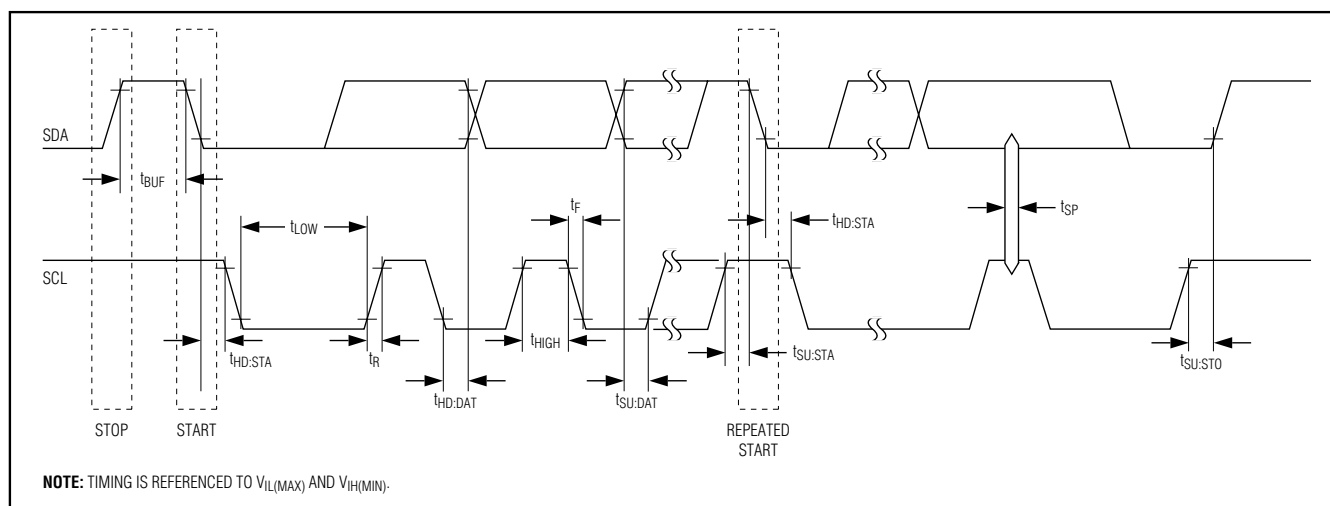 SDA
tBUF
tLOW
tF
tHD:STA
tSP
SCL
tHD:STA
tR
tHIGH
tHD:DAT
tSU:DAT
tSU:STA
tSU:STO
STOP
START
REPEATED
START
NOTE: TIMING IS REFERENCED TO VIL(MAX) AND VIH(MIN).